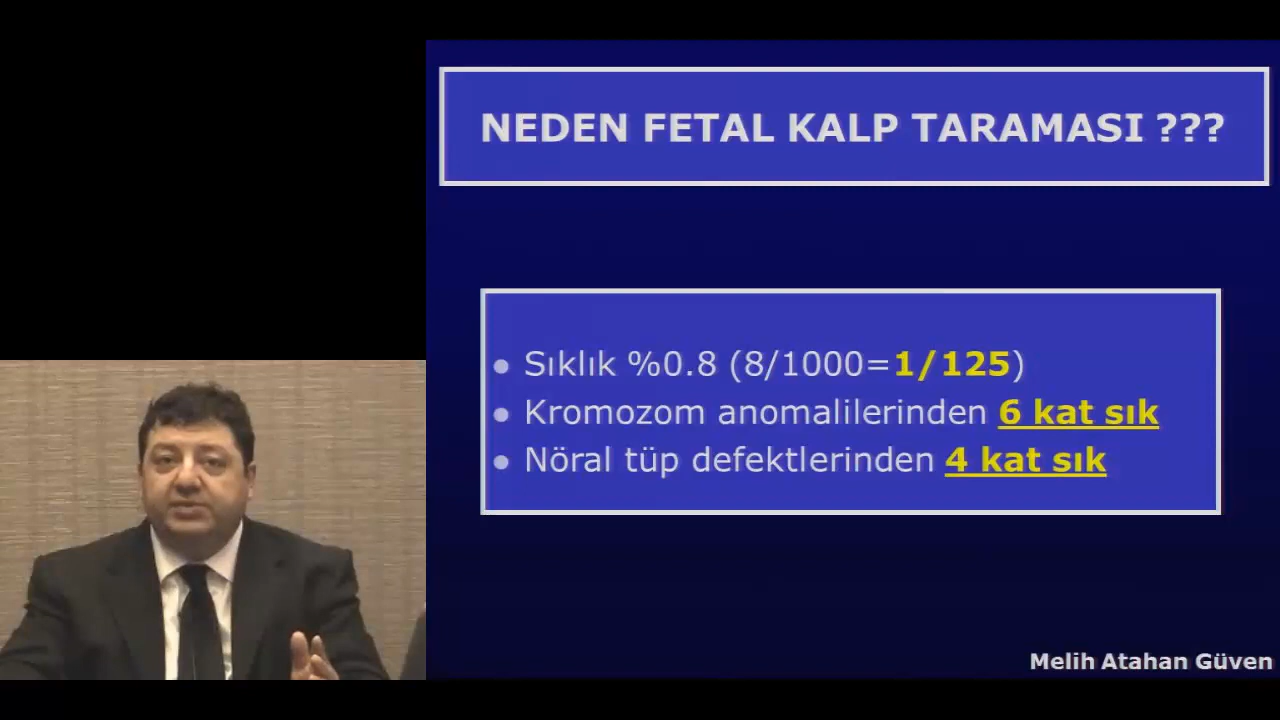 NEDEN FETAL KALP TARAMASI ???
• Sıklık %0.8 (8/1000=1/125)
• Kromozom anomalilerinden 6 kat sık
• Nöral tüp defektlerinden 4 kat sık
Melih Atahan Güven